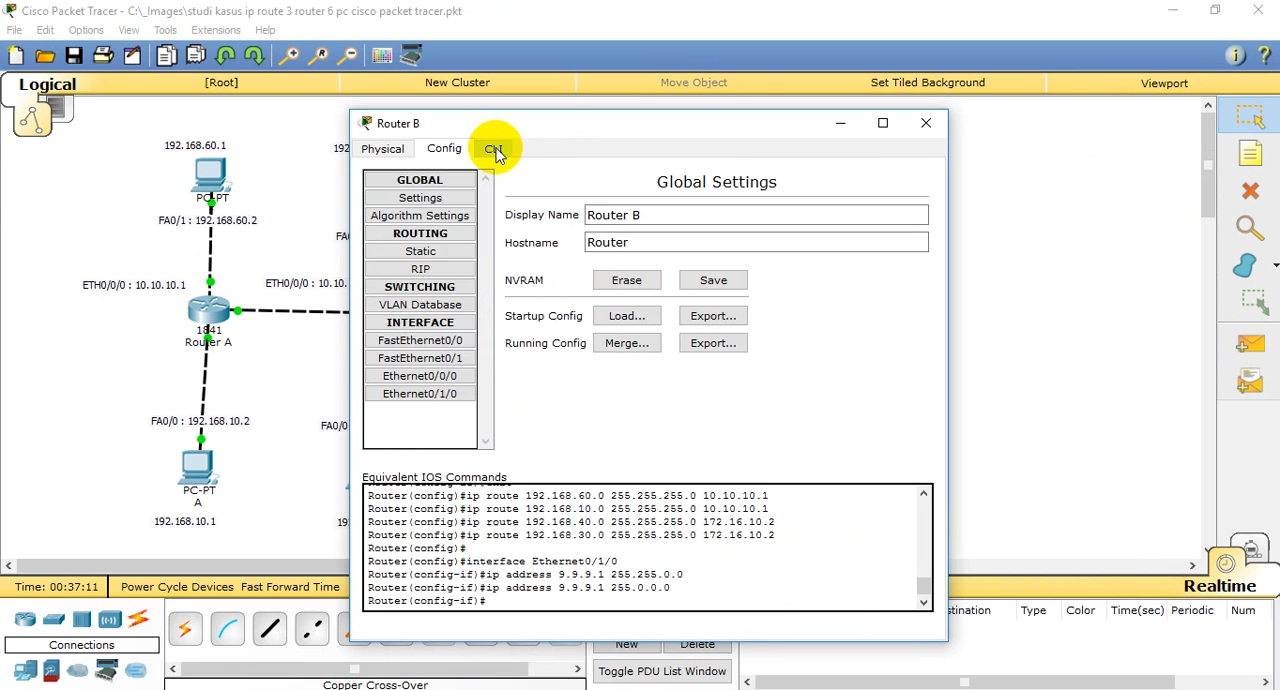 Cisco Packet Tracer - C:\_Images\studi kasus ip route 3 router 6 pc cisco packet tracer.pkt
File Edit Options View Tools Extensions Help
Logical [Root] New Cluster Move Object Set Tiled Background Viewport
192.168.60.1
PC-PT
FA0/1 : 192.168.60.2
ETH0/0/0 : 10.10.10.1
ETH0/0/0 : 10.10.
1841
Router A
FA0/0 : 192.168.10.2
FA0/
PC-PT
A
192.168.10.1
192
Router B
Physical Config CLI
GLOBAL
Settings
Algorithm Settings
ROUTING
Static
RIP
SWITCHING
VLAN Database
INTERFACE
FastEthernet0/0
FastEthernet0/1
Ethernet0/0/0
Ethernet0/1/0
Global Settings
Display Name Router B
Hostname Router
NVRAM Erase Save
Startup Config Load... Export...
Running Config Merge... Export...
Equivalent IOS Commands
Router(config)#ip route 192.168.60.0 255.255.255.0 10.10.10.1
Router(config)#ip route 192.168.10.0 255.255.255.0 10.10.10.1
Router(config)#ip route 192.168.40.0 255.255.255.0 172.16.10.2
Router(config)#ip route 192.168.30.0 255.255.255.0 172.16.10.2
Router(config)#
Router(config)#interface Ethernet0/1/0
Router(config-if)#ip address 9.9.9.1 255.255.0.0
Router(config-if)#ip address 9.9.9.1 255.0.0.0
Router(config-if)#
Time: 00:37:11 Power Cycle Devices Fast Forward Time Realtime
Connections
Copper Cross-Over
New Delete
Toggle PDU List Window
stination Type Color Time(sec) Periodic Num